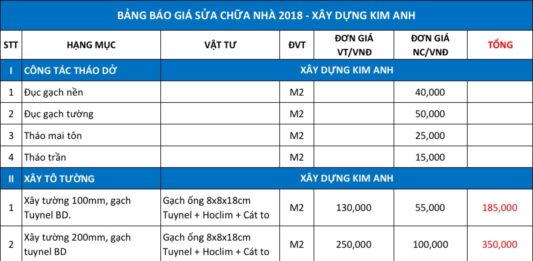 BẢNG BÁO GIÁ SỬA CHỮA NHÀ 2018 - XÂY DỰNG KIM ANH
STT HẠNG MỤC VẬT TƯ ĐVT ĐƠN GIÁ VT/VNĐ ĐƠN GIÁ NC/VNĐ TỔNG
I CÔNG TÁC THÁO DỞ XÂY DỰNG KIM ANH
1 Đục gạch nền M2 40,000
2 Đục gạch tường M2 50,000
3 Tháo mai tôn M2 25,000
4 Tháo trần M2 15,000
II XÂY TÔ TƯỜNG XÂY DỰNG KIM ANH
1 Xây tường 100mm, gạch Tuynel BD. Gạch ống 8x8x18cm Tuynel + Hoclim + Cát to M2 130,000 55,000 185,000
2 Xây tường 200mm, gạch tuynel BD Gạch ống 8x8x18cm Tuynel + Hoclim + Cát to M2 250,000 100,000 350,000